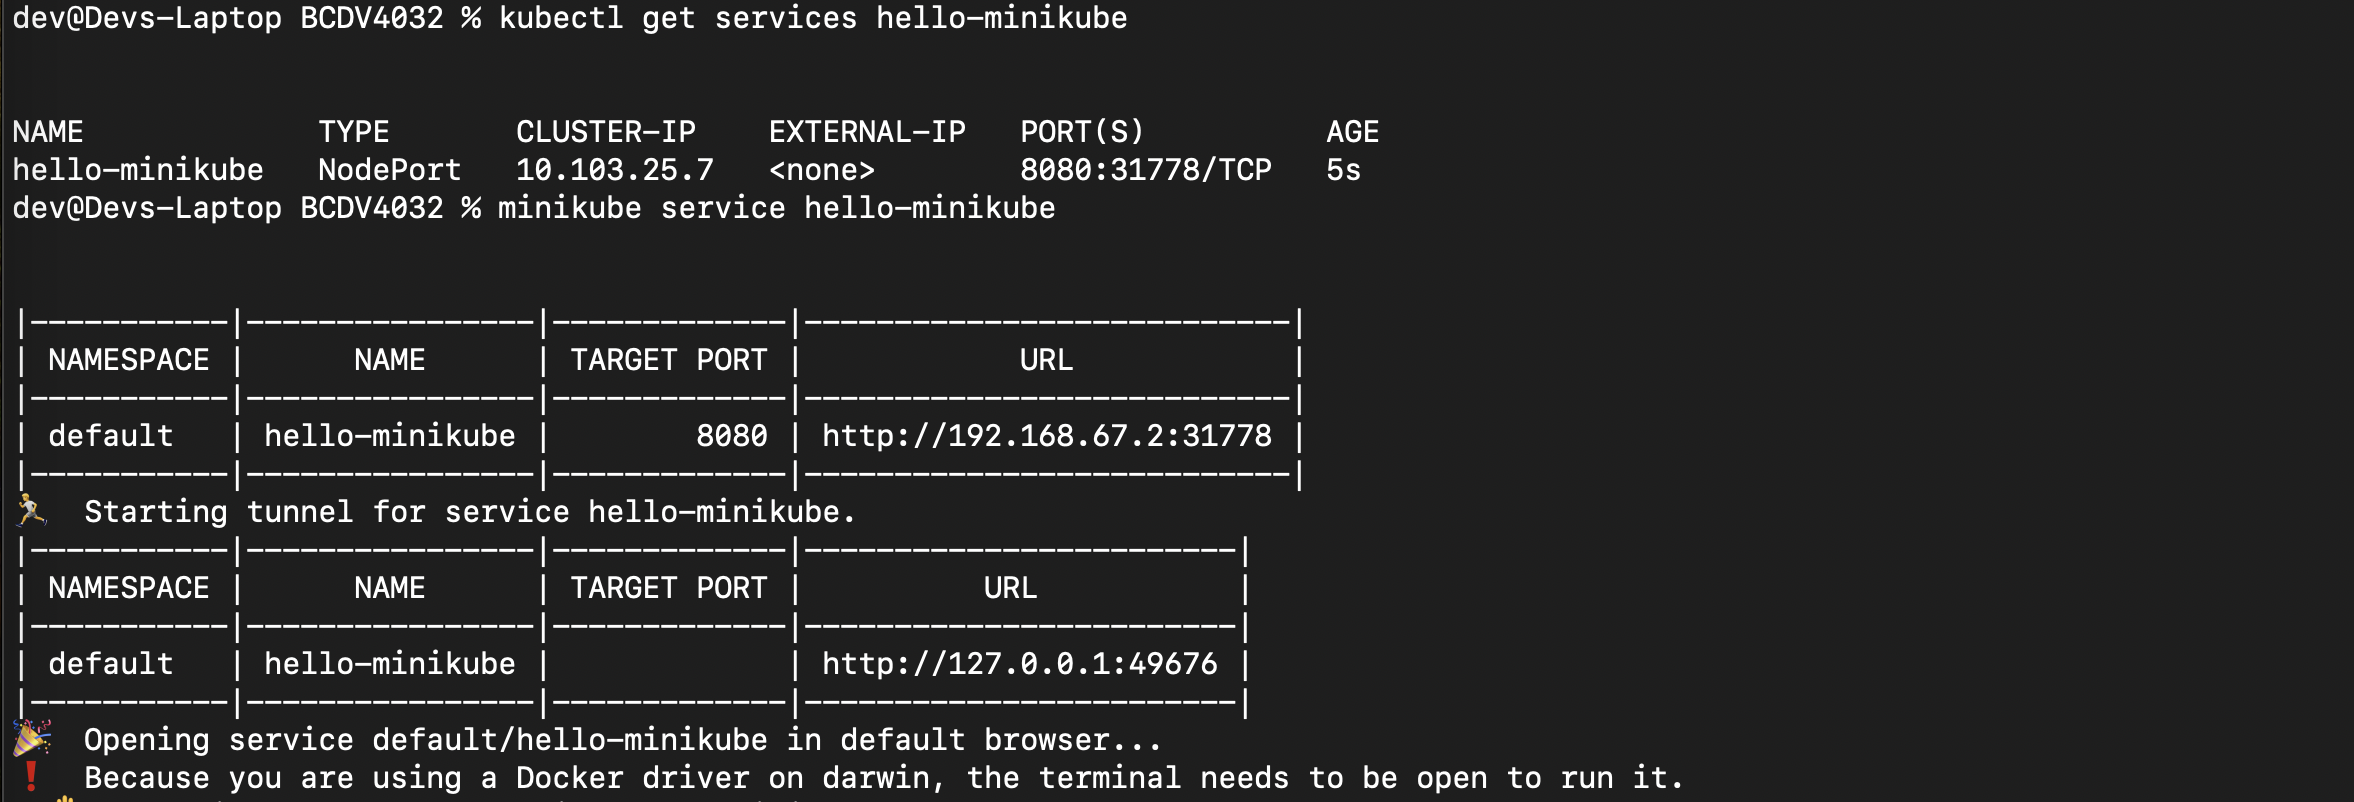 dev@Devs-Laptop BCDV4032 % kubectl get services hello-minikube
NAME TYPE CLUSTER-IP EXTERNAL-IP PORT(S) AGE
hello-minikube NodePort 10.103.25.7 <none> 8080:31778/TCP 5s
dev@Devs-Laptop BCDV4032 % minikube service hello-minikube
|-----------|----------------|-------------|---------------------------|
| NAMESPACE | NAME | TARGET PORT | URL |
|-----------|----------------|-------------|---------------------------|
| default | hello-minikube | 8080 | http://192.168.67.2:31778 |
|-----------|----------------|-------------|---------------------------|
🏃 Starting tunnel for service hello-minikube.
|-----------|----------------|-------------|------------------------|
| NAMESPACE | NAME | TARGET PORT | URL |
|-----------|----------------|-------------|------------------------|
| default | hello-minikube | | http://127.0.0.1:49676 |
|-----------|----------------|-------------|------------------------|
🎉 Opening service default/hello-minikube in default browser...
❗ Because you are using a Docker driver on darwin, the terminal needs to be open to run it.